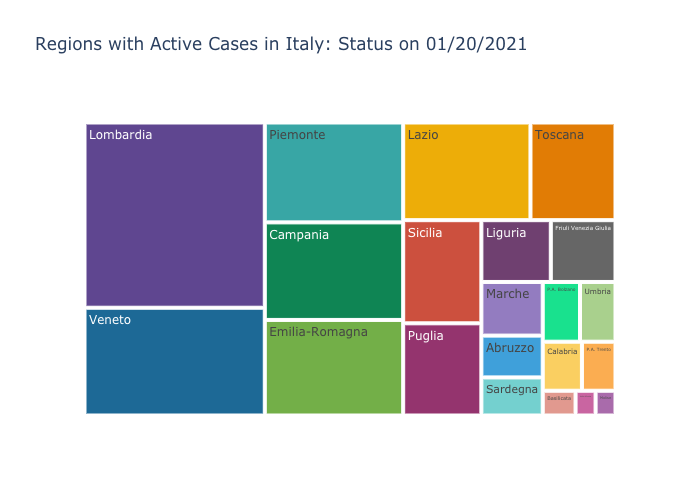 Regions with Active Cases in Italy: Status on 01/20/2021
Lombardia
Piemonte
Lazio
Toscana
Campania
Sicilia
Liguria
Friuli Venezia Giulia
Marche
P.A. Bolzano
Umbria
Veneto
Emilia-Romagna
Puglia
Abruzzo
Calabria
P.A. Trento
Sardegna
Basilicata